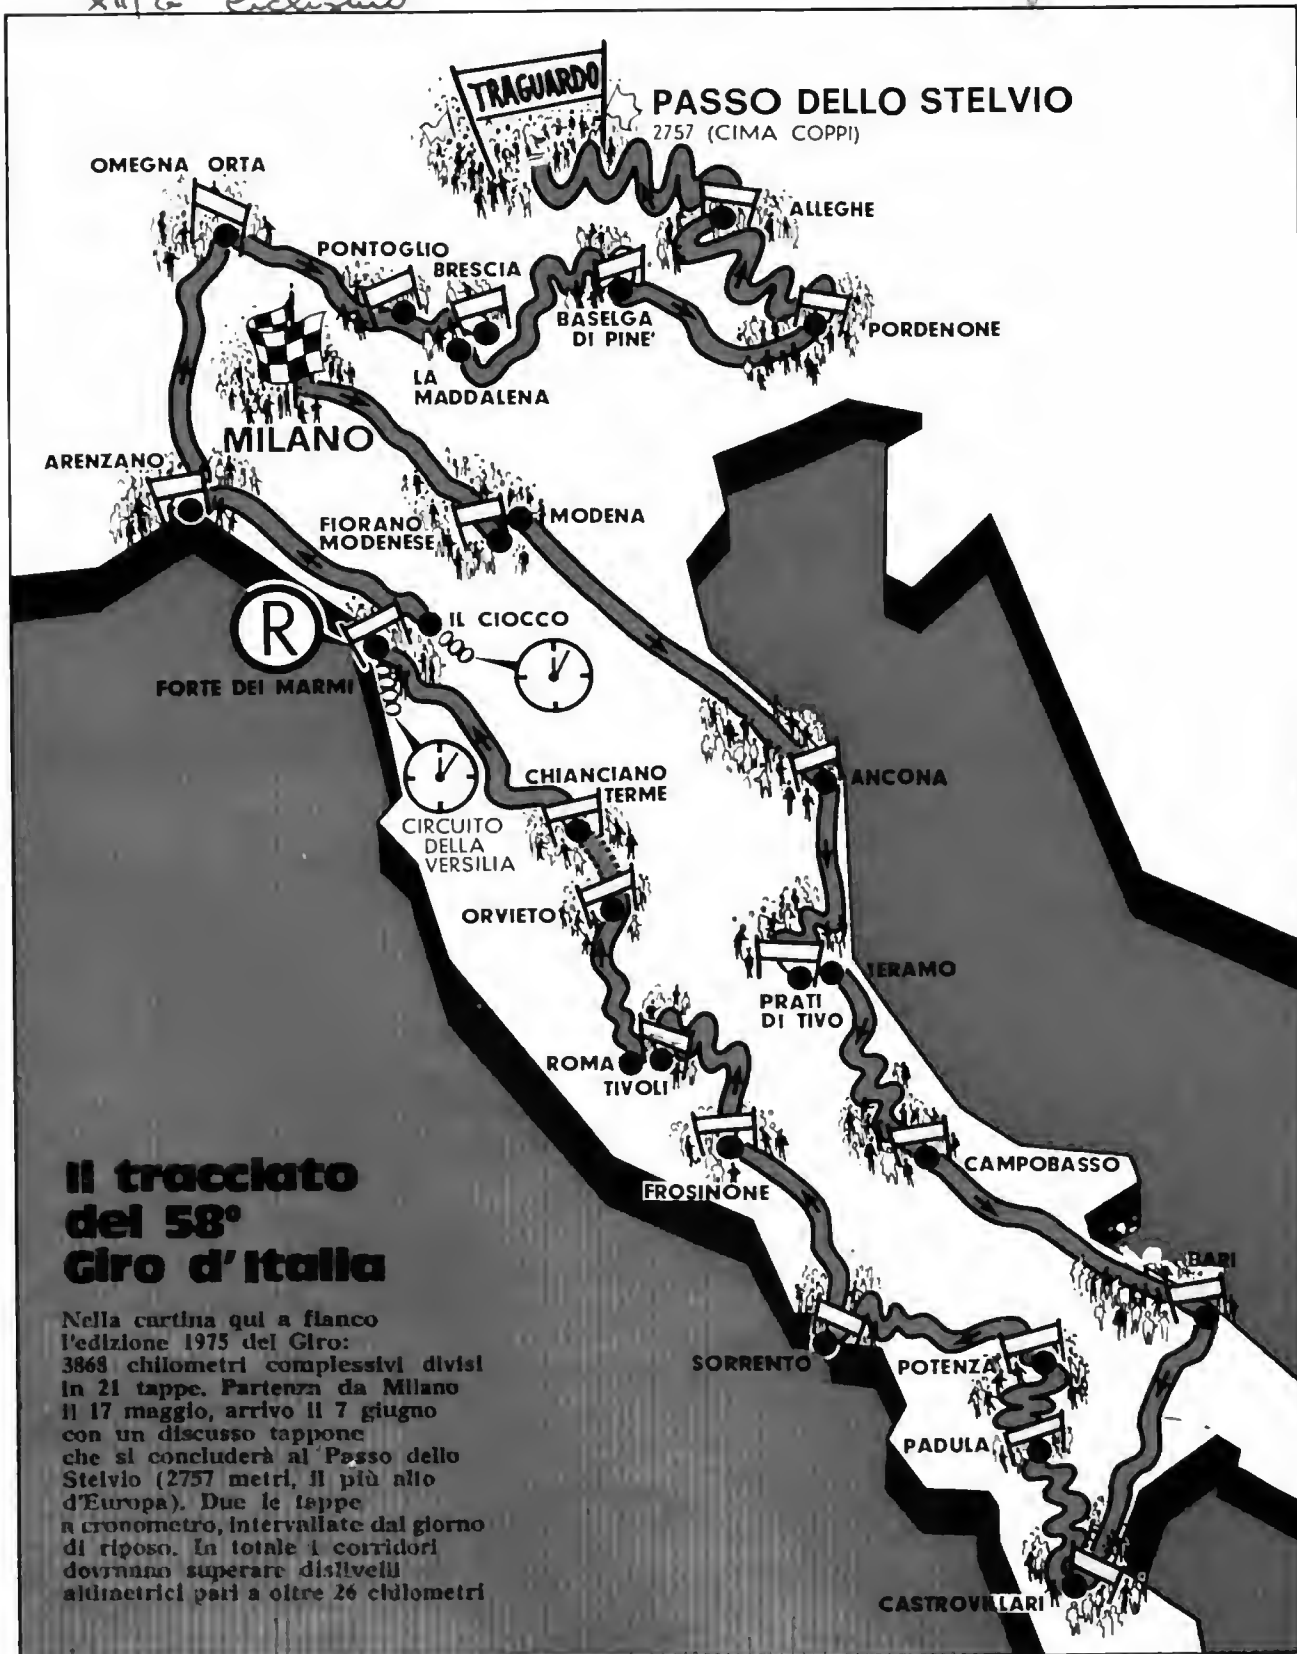 ciclismo
TRAGUARDO
PASSO DELLO STELVIO
2757 (CIMA COPPI)
OMEGNA ORTA
ALLEGHE
PONTOGLIO
BRESCIA
BASELGA
DI PINE'
PORDENONE
LA
MADDALENA
MILANO
ARENZANO
FIORANO
MODENESE
MODENA
R
IL CIOCCO
FORTE DEI MARMI
CHIANCIANO
TERME
ANCONA
CIRCUITO
DELLA
VERSILIA
ORVIETO
TERAMO
PRATI
DI TIVO
ROMA
TIVOLI
CAMPOBASSO
FROSINONE
BARI
SORRENTO
POTENZA
PADULA
CASTROVILLARI
Il tracciato
del 58º
Giro d'Italia
Nella cartina qui a fianco
l'edizione 1975 del Giro:
3868 chilometri complessivi divisi
in 21 tappe. Partenza da Milano
il 17 maggio, arrivo il 7 giugno
con un discusso tappone
che si concluderà al Passo dello
Stelvio (2757 metri, il più alto
d'Europa). Due le tappe
a cronometro, intervallate dal giorno
di riposo. In totale i corridori
dovranno superare dislivelli
altimetrici pari a oltre 26 chilometri